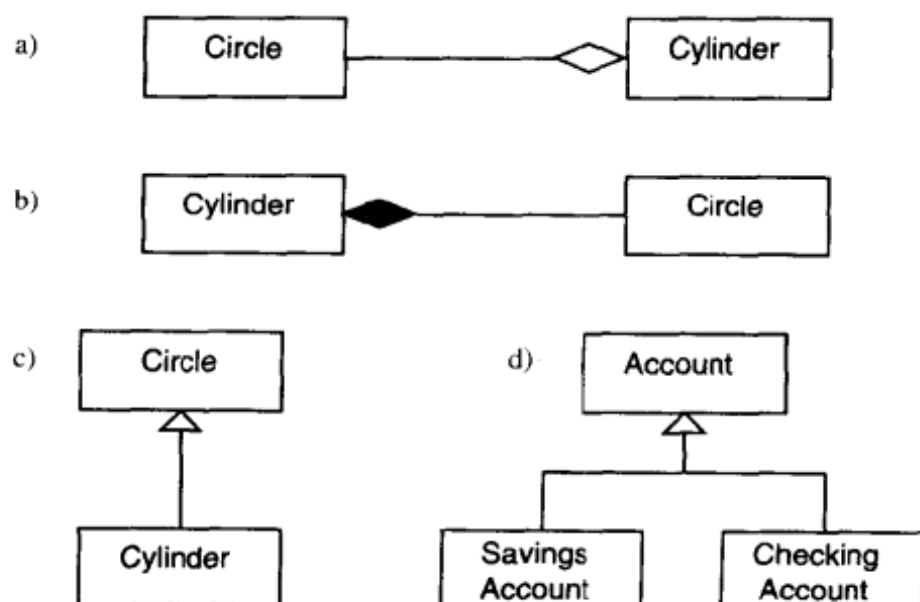 a)
Circle
Cylinder
b)
Cylinder
Circle
c)
Circle
d)
Account
Cylinder
Savings
Account
Checking
Account